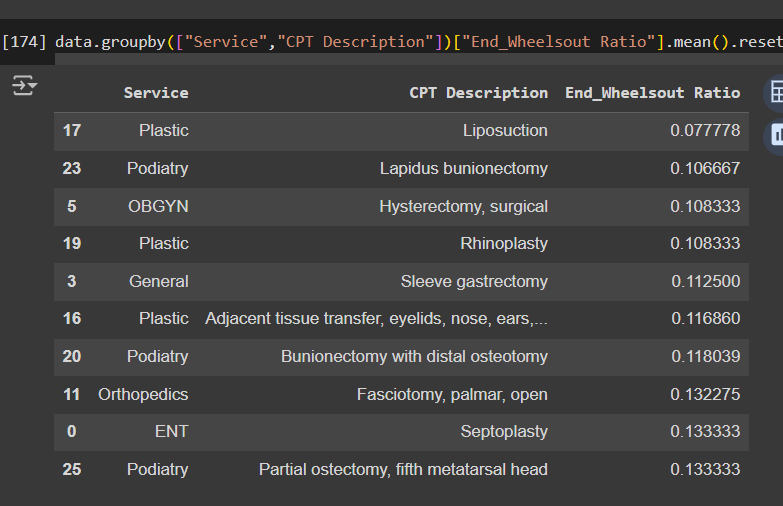 [174] data.groupby(["Service","CPT Description"])["End_Wheelsout Ratio"].mean().reset
Service CPT Description End_Wheelsout Ratio
17 Plastic Liposuction 0.077778
23 Podiatry Lapidus bunionectomy 0.106667
5 OBGYN Hysterectomy, surgical 0.108333
19 Plastic Rhinoplasty 0.108333
3 General Sleeve gastrectomy 0.112500
16 Plastic Adjacent tissue transfer, eyelids, nose, ears,... 0.116860
20 Podiatry Bunionectomy with distal osteotomy 0.118039
11 Orthopedics Fasciotomy, palmar, open 0.132275
0 ENT Septoplasty 0.133333
25 Podiatry Partial ostectomy, fifth metatarsal head 0.133333